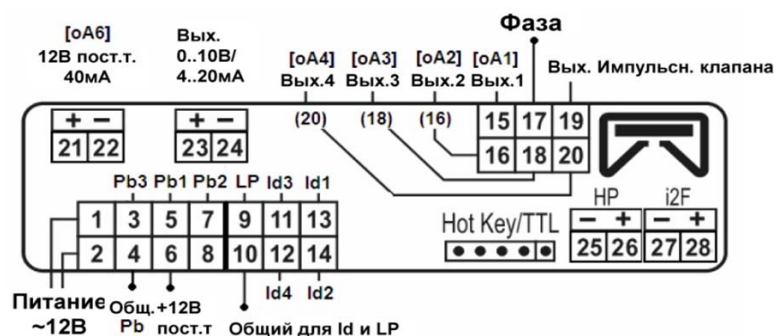 Фаза
[oA6]
12В пост.т.
40мА
Вых.
0..10В/
4..20мА
[oA4] [oA3] [oA2] [oA1]
Вых.4 Вых.3 Вых.2 Вых.1
Вых. Импульсн. клапана
+ − + −
21 22 23 24
(20) (18) (16) 15 17 19
16 18 20
Pb3 Pb1 Pb2 LP Id3 Id1
1 3 5 7 9 11 13
2 4 6 8 10 12 14
Hot Key/TTL
HP i2F
− + − +
25 26 27 28
Id4 Id2
Питание
~12В
Общ.
Pb
+12В
пост.т
Общий для Id и LP